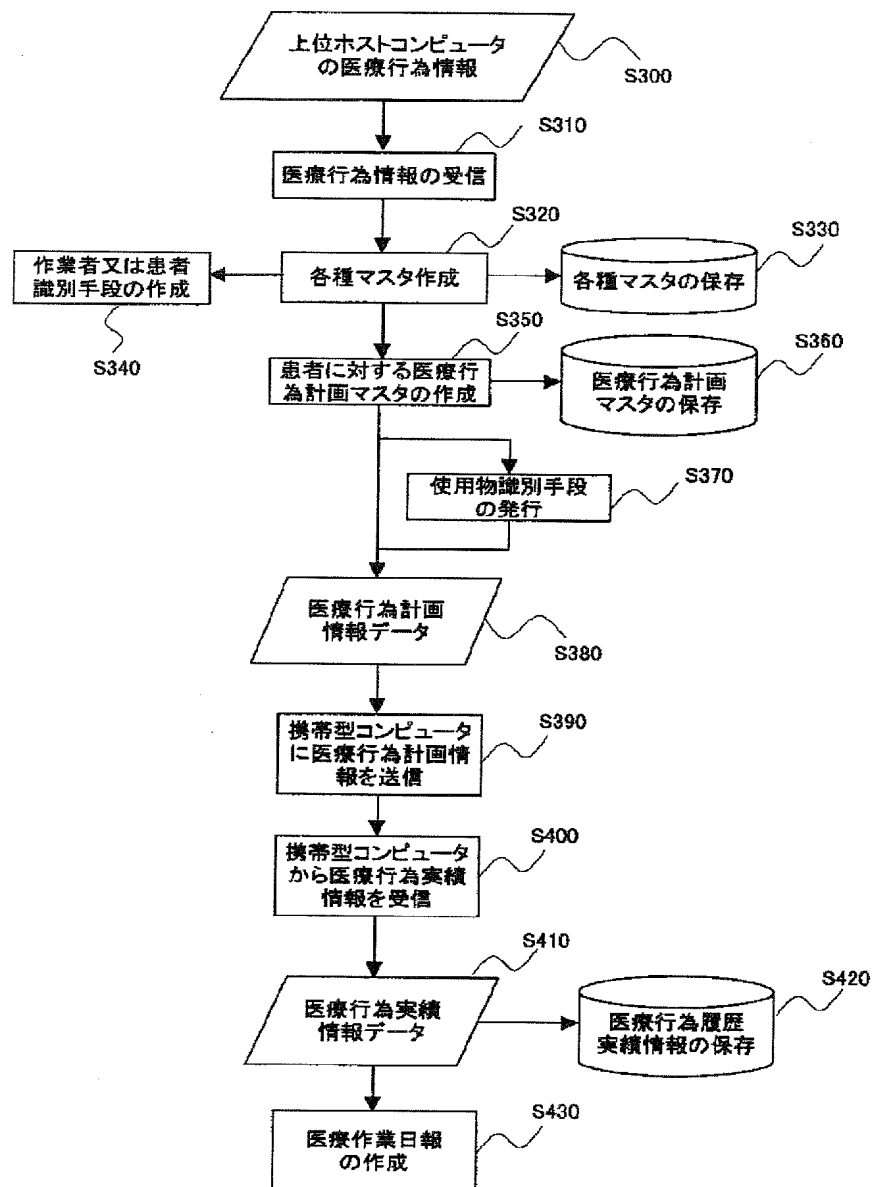 上位ホストコンピュータ
の医療行為情報
S300
S310
医療行為情報の受信
S320
各種マスタ作成
S330
各種マスタの保存
作業者又は患者
識別手段の作成
S340
S350
患者に対する医療行
為計画マスタの作成
S360
医療行為計画
マスタの保存
S370
使用物識別手段
の発行
医療行為計画
情報データ
S380
S390
携帯型コンピュータ
に医療行為計画情
報を送信
S400
携帯型コンピュータ
から医療行為実績
情報を受信
S410
医療行為実績
情報データ
S420
医療行為履歴
実績情報の保存
S430
医療作業日報
の作成